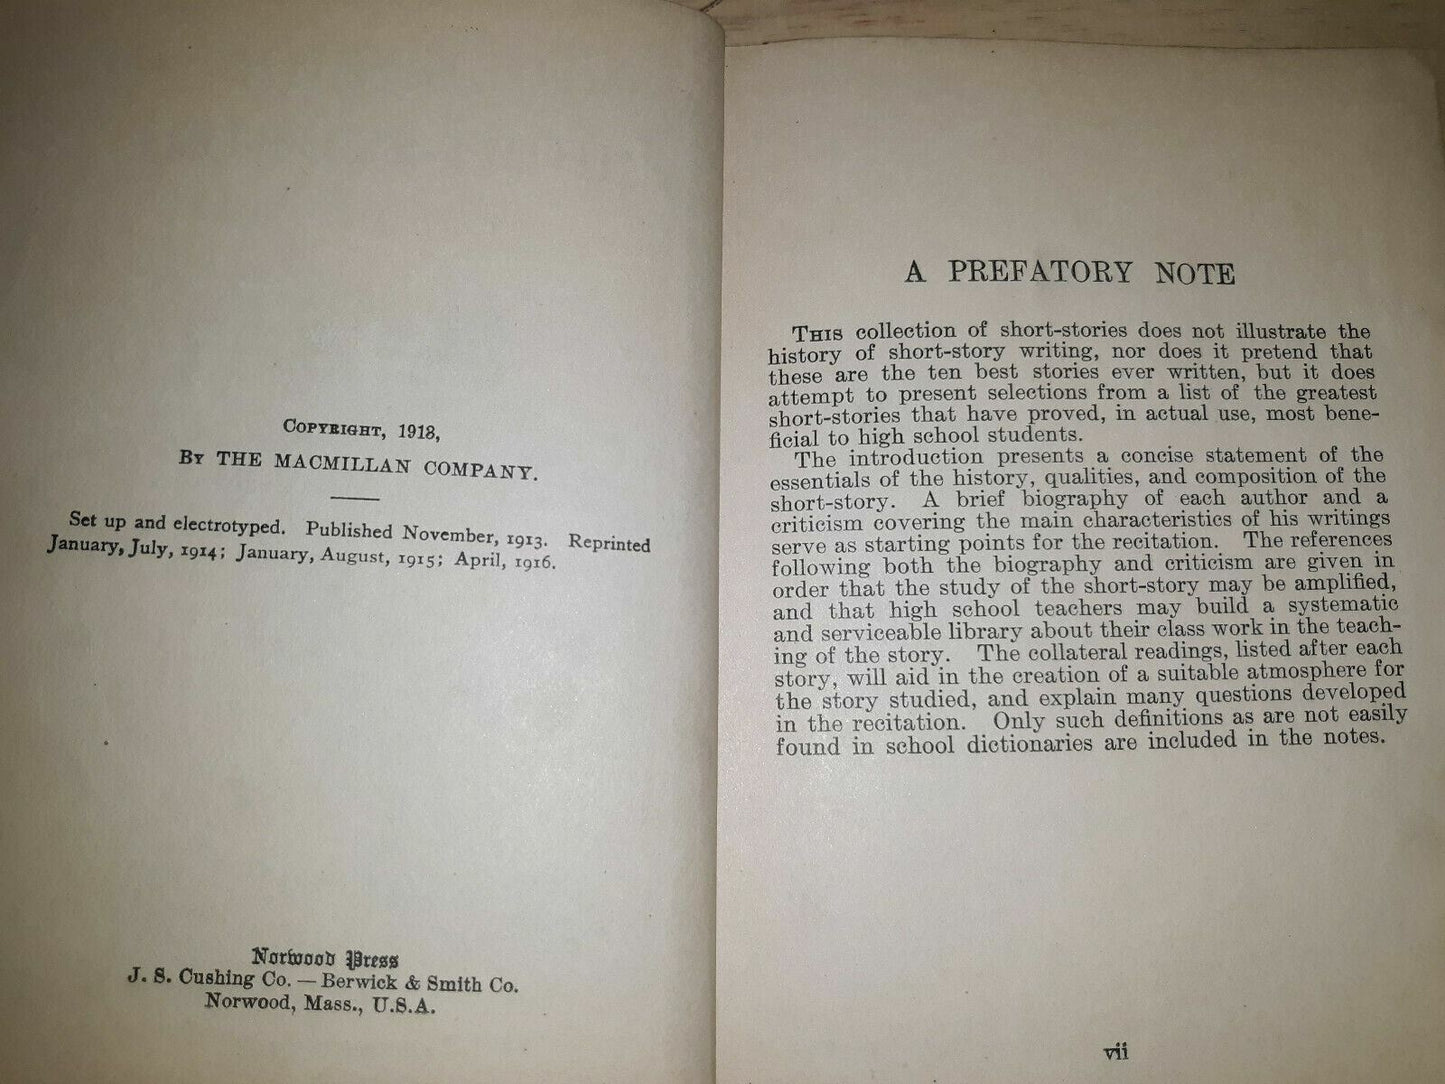 COPYRIGHT, 1918,
BY THE MACMILLAN COMPANY.
Set up and electrotyped. Published November, 1913. Reprinted
January, July, 1914; January, August, 1915; April, 1916.
Norwood Press
J. S. Cushing Co. — Berwick & Smith Co.
Norwood, Mass., U.S.A.
A PREFATORY NOTE
THIS collection of short-stories does not illustrate the
history of short-story writing, nor does it pretend that
these are the ten best stories ever written, but it does
attempt to present selections from a list of the greatest
short-stories that have proved, in actual use, most bene-
ficial to high school students.
The introduction presents a concise statement of the
essentials of the history, qualities, and composition of the
short-story. A brief biography of each author and a
criticism covering the main characteristics of his writings
serve as starting points for the recitation. The references
following both the biography and criticism are given in
order that the study of the short-story may be amplified,
and that high school teachers may build a systematic
and serviceable library about their class work in the teach-
ing of the story. The collateral readings, listed after each
story, will aid in the creation of a suitable atmosphere for
the story studied, and explain many questions developed
in the recitation. Only such definitions as are not easily
found in school dictionaries are included in the notes.
vii